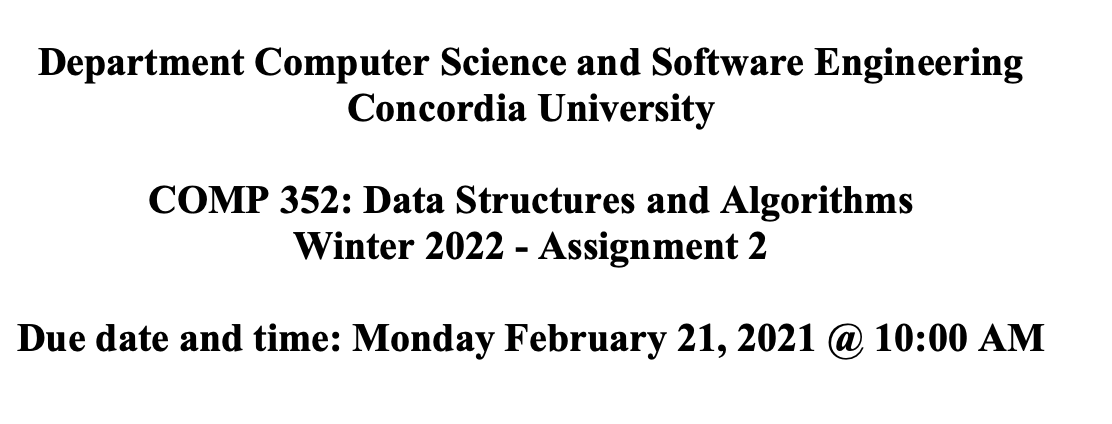 Department Computer Science and Software Engineering
Concordia University
COMP 352: Data Structures and Algorithms
Winter 2022 - Assignment 2
Due date and time: Monday February 21, 2021 @ 10:00 AM